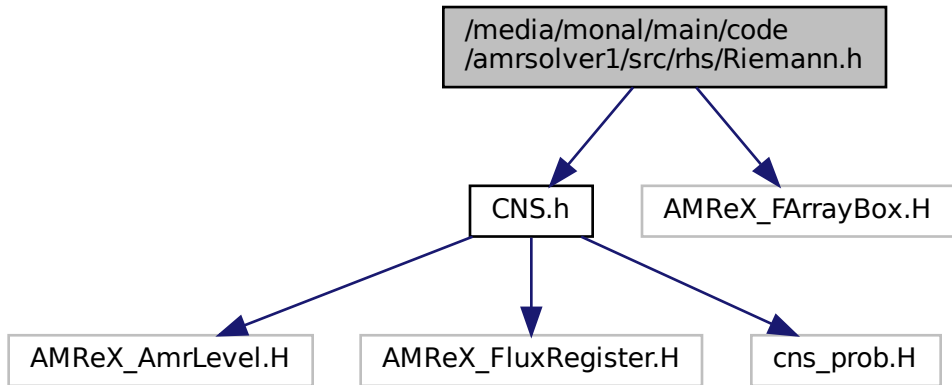 /media/monal/main/code
/amrsolver1/src/rhs/Riemann.h
CNS.h
AMReX_FArrayBox.H
AMReX_AmrLevel.H
AMReX_FluxRegister.H
cns_prob.H